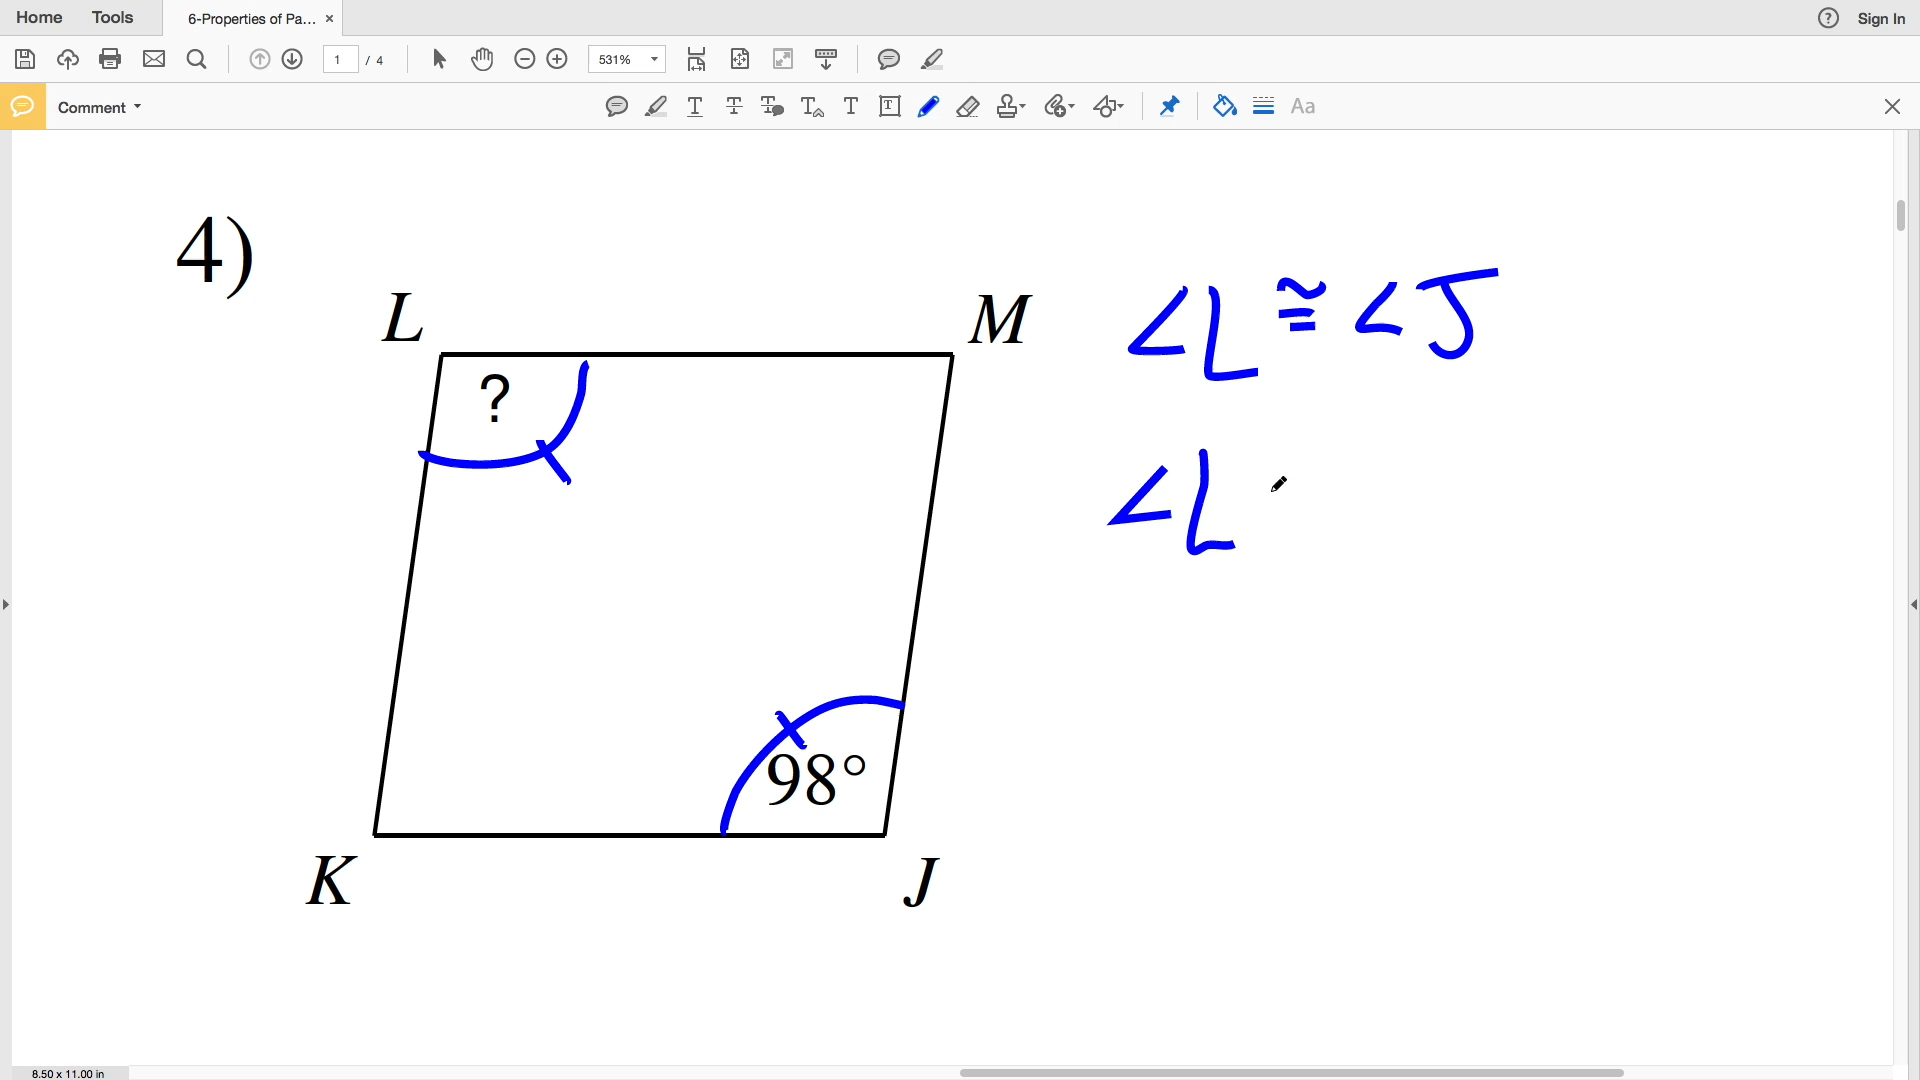 Home Tools 6-Properties of Pa... × ? Sign In
1 / 4 531%
Comment T T T T T T Aa
4)
L M ∠L ≅ ∠J
?
∠L
98°
K J
8.50 x 11.00 in